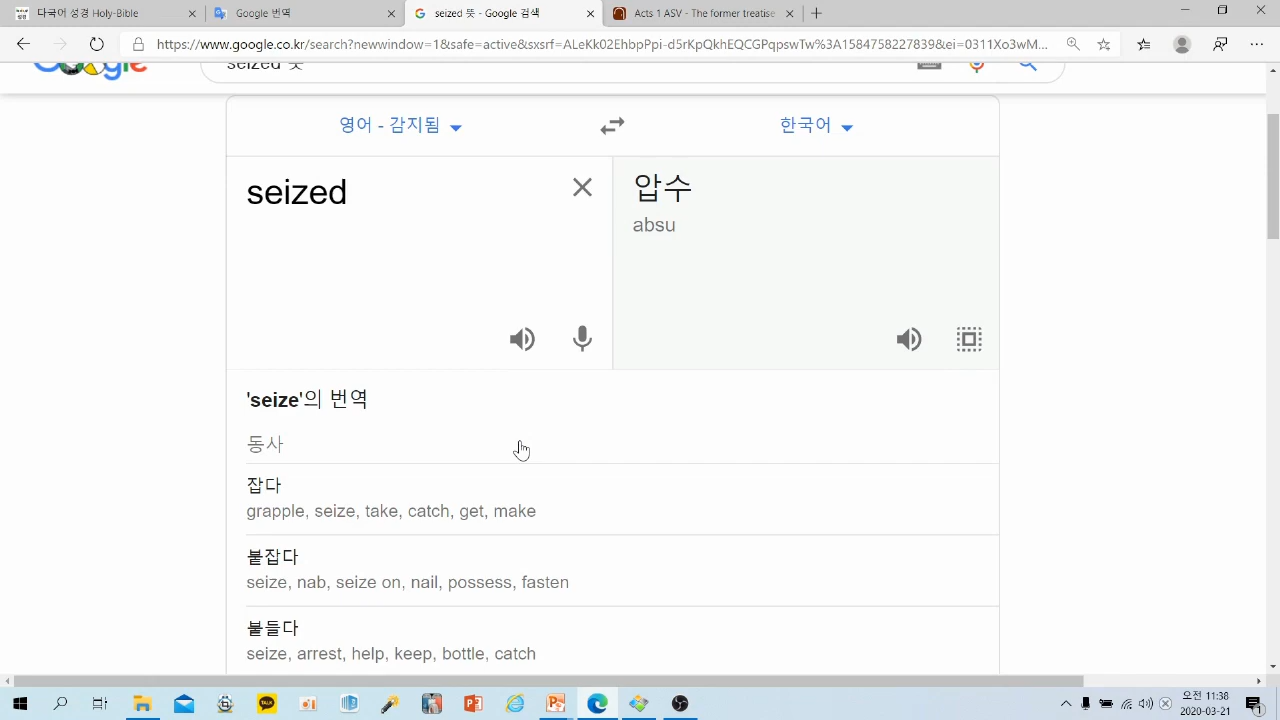 다국어 성경 Holy-Bible
Google 번역
seized 뜻 - Google 검색
Acts 1 ASV - The former treatise
https://www.google.co.kr/search?newwindow=1&safe=active&sxsrf=ALeKk02EhbpPpi-d5rKpQkhEQCGPqpswTw%3A1584758227839&ei=0311Xo3wM...
Google
seized 뜻
영어 - 감지됨
한국어
seized
압수
absu
'seize'의 번역
동사
잡다
grapple, seize, take, catch, get, make
붙잡다
seize, nab, seize on, nail, possess, fasten
붙들다
seize, arrest, help, keep, bottle, catch
TALK
오전 11:38
2020-03-21